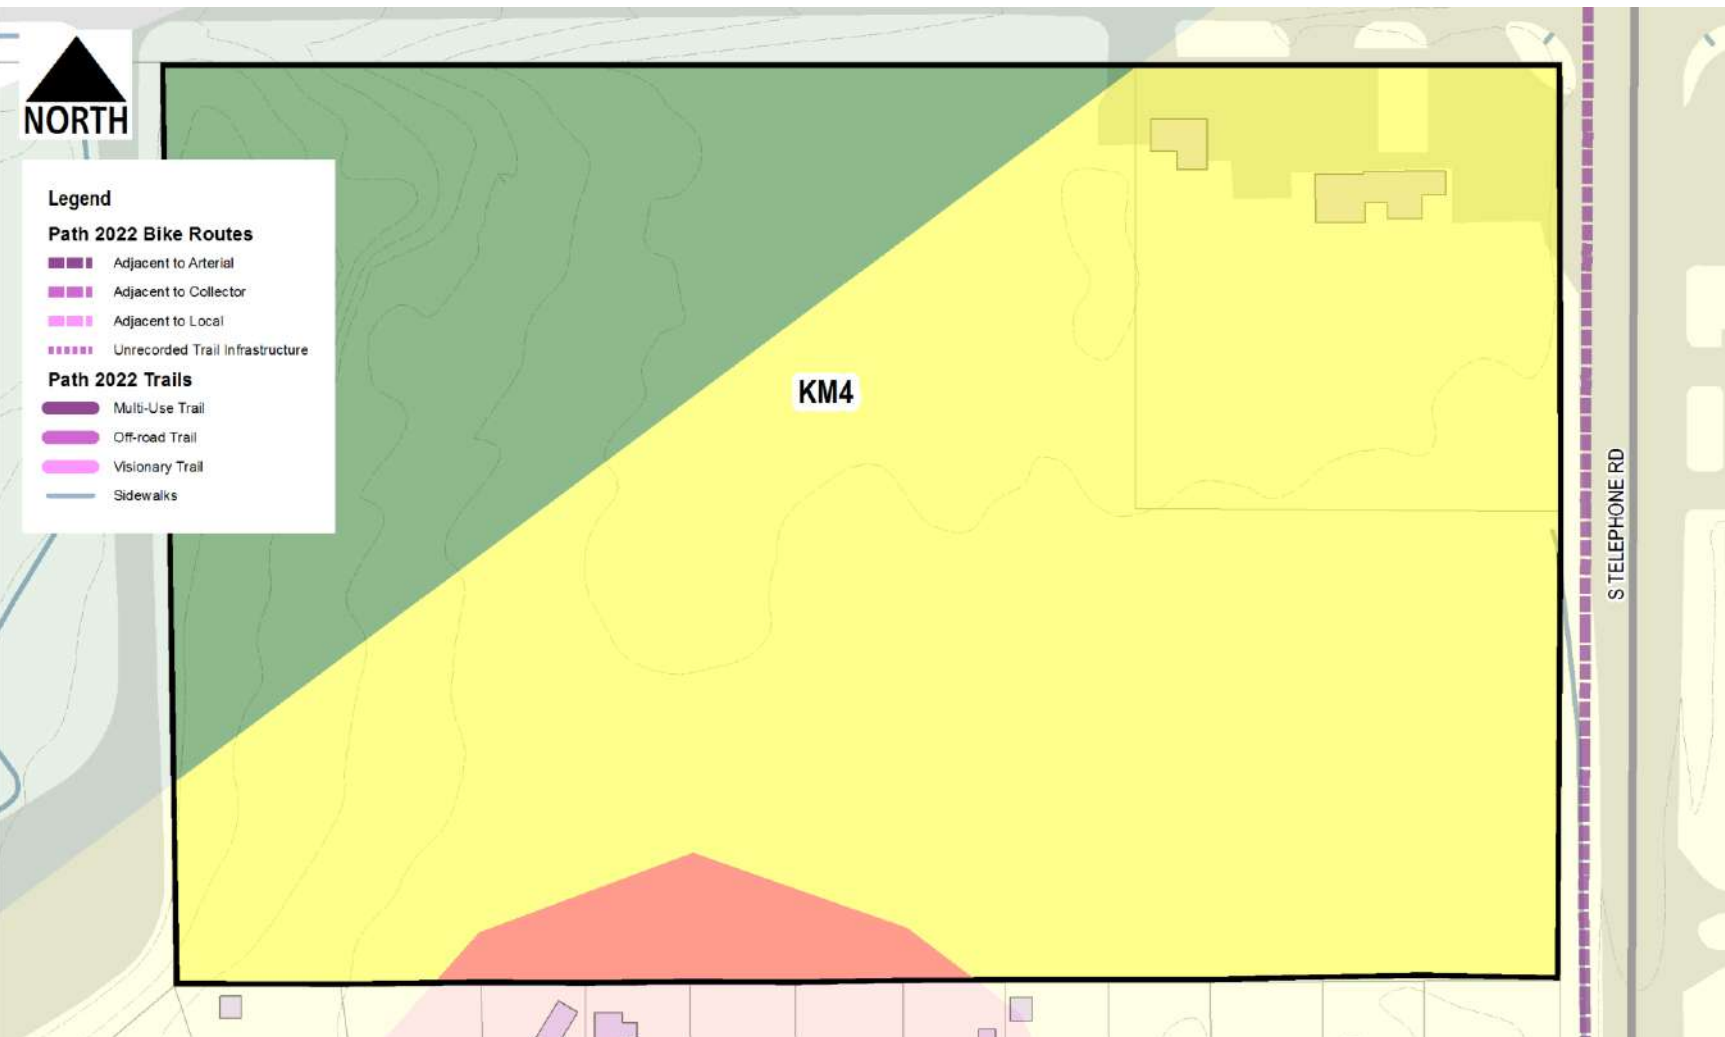 NORTH
Legend
Path 2022 Bike Routes
Adjacent to Arterial
Adjacent to Collector
Adjacent to Local
Unrecorded Trail Infrastructure
Path 2022 Trails
Multi-Use Trail
Off-road Trail
Visionary Trail
Sidewalks
KM4
S TELEPHONE RD